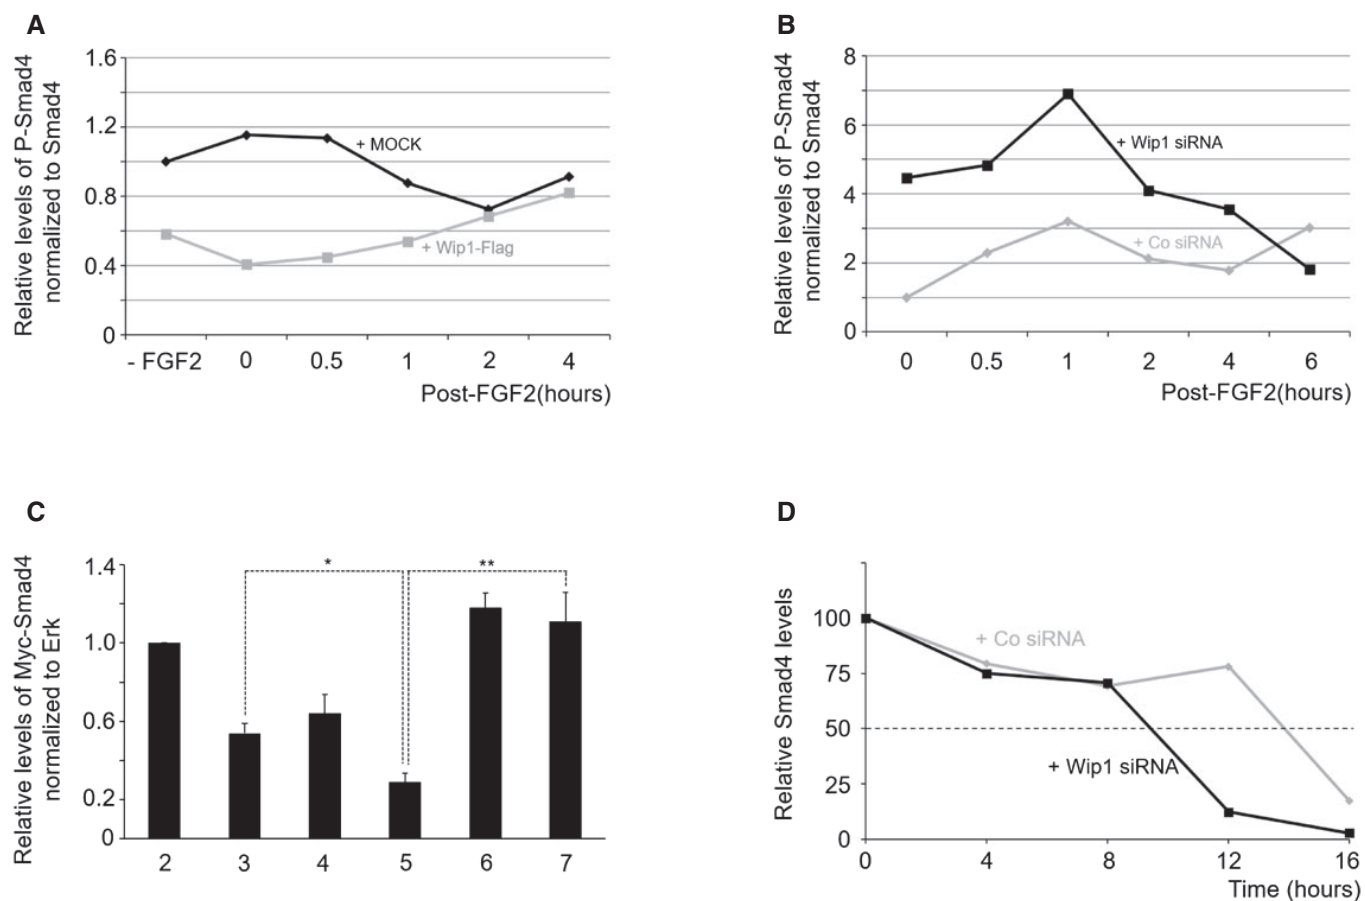 A
Relative levels of P-Smad4
normalized to Smad4
1.6
1.2
0.8
0.4
0
+ MOCK
+ Wip1-Flag
- FGF2 0 0.5 1 2 4
Post-FGF2(hours)
B
Relative levels of P-Smad4
normalized to Smad4
8
6
4
2
0
+ Wip1 siRNA
+ Co siRNA
0 0.5 1 2 4 6
Post-FGF2(hours)
C
Relative levels of Myc-Smad4
normalized to Erk
1.4
1.0
0.6
0.2
0
* **
2 3 4 5 6 7
D
Relative Smad4 levels
100
75
50
25
0
+ Co siRNA
+ Wip1 siRNA
0 4 8 12 16
Time (hours)